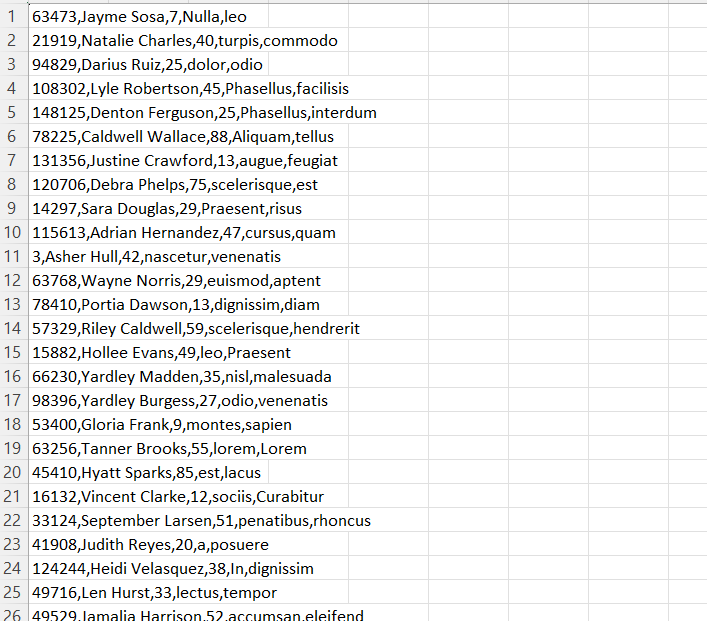 1 63473,Jayme Sosa,7,Nulla,leo
2 21919,Natalie Charles,40,turpis,commodo
3 94829,Darius Ruiz,25,dolor,odio
4 108302,Lyle Robertson,45,Phasellus,facilisis
5 148125,Denton Ferguson,25,Phasellus,interdum
6 78225,Caldwell Wallace,88,Aliquam,tellus
7 131356,Justine Crawford,13,augue,feugiat
8 120706,Debra Phelps,75,scelerisque,est
9 14297,Sara Douglas,29,Praesent,risus
10 115613,Adrian Hernandez,47,cursus,quam
11 3,Asher Hull,42,nascetur,venenatis
12 63768,Wayne Norris,29,euismod,aptent
13 78410,Portia Dawson,13,dignissim,diam
14 57329,Riley Caldwell,59,scelerisque,hendrerit
15 15882,Hollee Evans,49,leo,Praesent
16 66230,Yardley Madden,35,nisl,malesuada
17 98396,Yardley Burgess,27,odio,venenatis
18 53400,Gloria Frank,9,montes,sapien
19 63256,Tanner Brooks,55,lorem,Lorem
20 45410,Hyatt Sparks,85,est,lacus
21 16132,Vincent Clarke,12,sociis,Curabitur
22 33124,September Larsen,51,penatibus,rhoncus
23 41908,Judith Reyes,20,a,posuere
24 124244,Heidi Velasquez,38,In,dignissim
25 49716,Len Hurst,33,lectus,tempor
26 49529,Jamalia Harrison,52,accumsan,eleifend